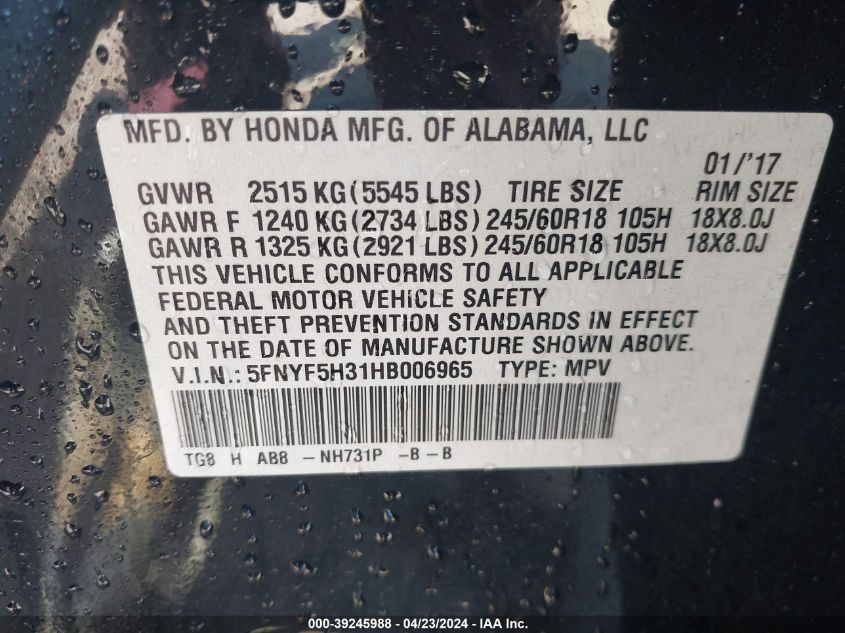 MFD. BY HONDA MFG. OF ALABAMA, LLC
01/'17
GVWR 2515 KG (5545 LBS) TIRE SIZE RIM SIZE
GAWR F 1240 KG (2734 LBS) 245/60R18 105H 18X8.0J
GAWR R 1325 KG (2921 LBS) 245/60R18 105H 18X8.0J
THIS VEHICLE CONFORMS TO ALL APPLICABLE
FEDERAL MOTOR VEHICLE SAFETY
AND THEFT PREVENTION STANDARDS IN EFFECT
ON THE DATE OF MANUFACTURE SHOWN ABOVE.
V.I.N.: 5FNYF5H31HB006965 TYPE: MPV
TG8 H AB8 - NH731P -B - B
000-39245988 - 04/23/2024 - IAA Inc.